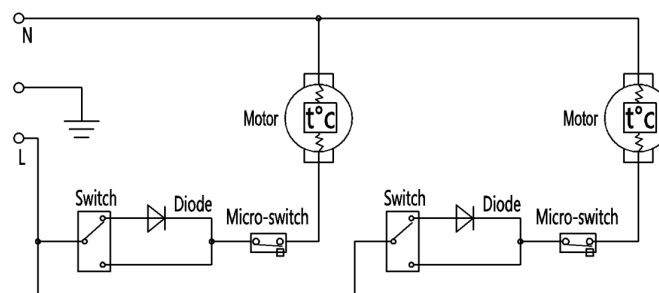 N
L
Motor
t°c
Motor
t°c
Switch
Diode
Micro-switch
Switch
Diode
Micro-switch